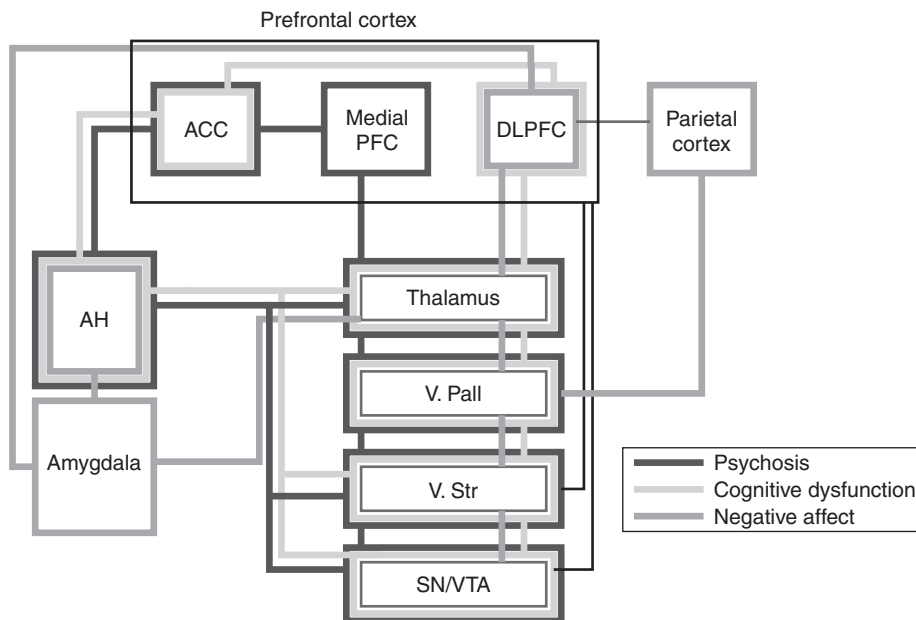 Prefrontal cortex
ACC
Medial
PFC
DLPFC
Parietal
cortex
AH
Thalamus
V. Pall
Amygdala
V. Str
SN/VTA
Psychosis
Cognitive dysfunction
Negative affect